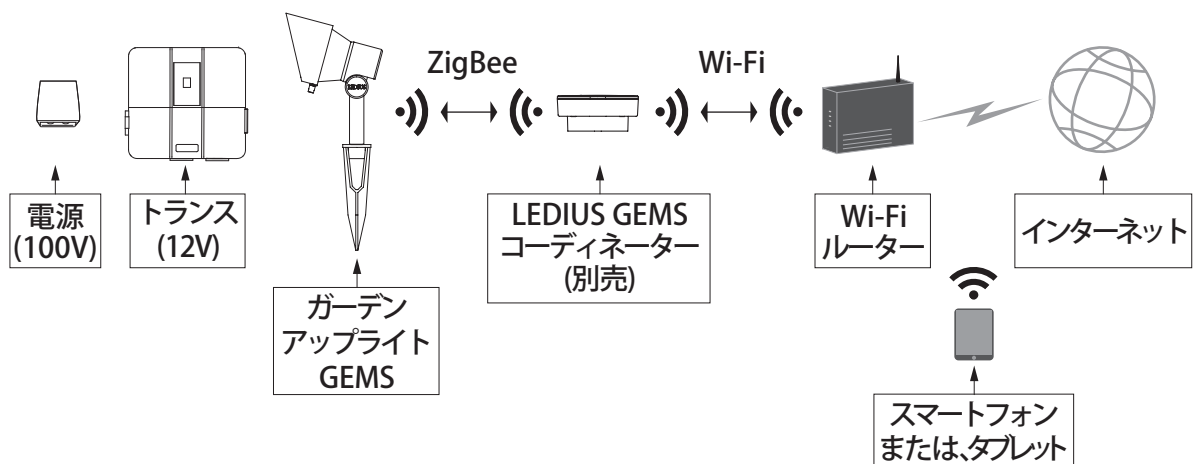 ZigBee
Wi-Fi
LEDIUS
電源
(100V)
トランス
(12V)
ガーデン
アップライト
GEMS
LEDIUS GEMS
コーディネーター
(別売)
Wi-Fi
ルーター
インターネット
スマートフォン
または、タブレット